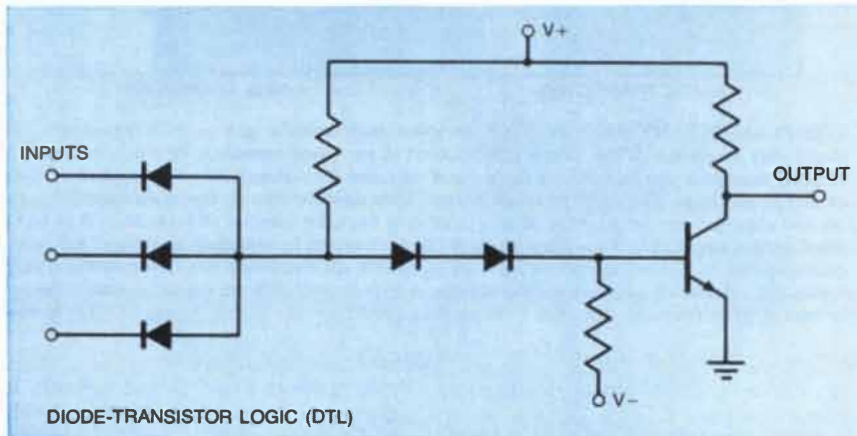 V+
INPUTS
OUTPUT
V−
DIODE-TRANSISTOR LOGIC (DTL)